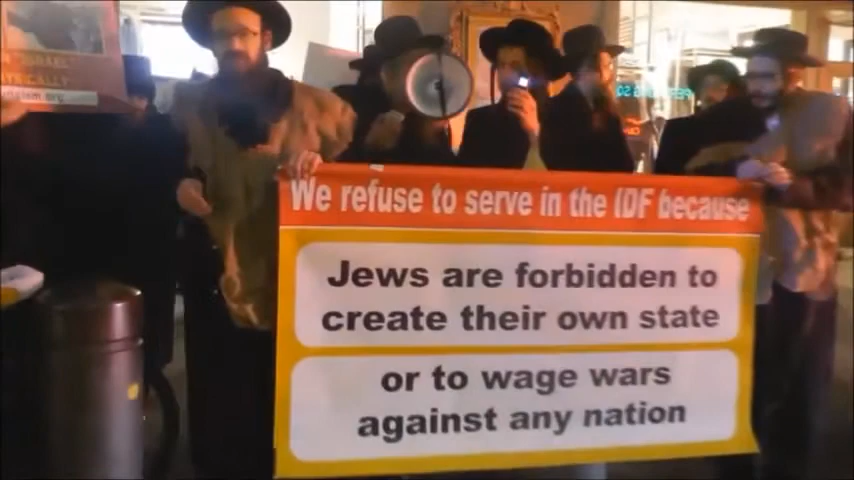 "ISRAEL"
We refuse to serve in the IDF because
Jews are forbidden to
create their own state
or to wage wars
against any nation